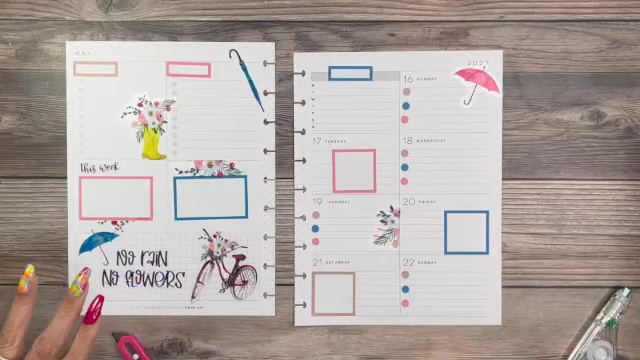 MAY
this week
NO RAIN
NO FLOWERS
2022
16 MONDAY
17 TUESDAY
18 WEDNESDAY
19 THURSDAY
20 FRIDAY
21 SATURDAY
22 SUNDAY